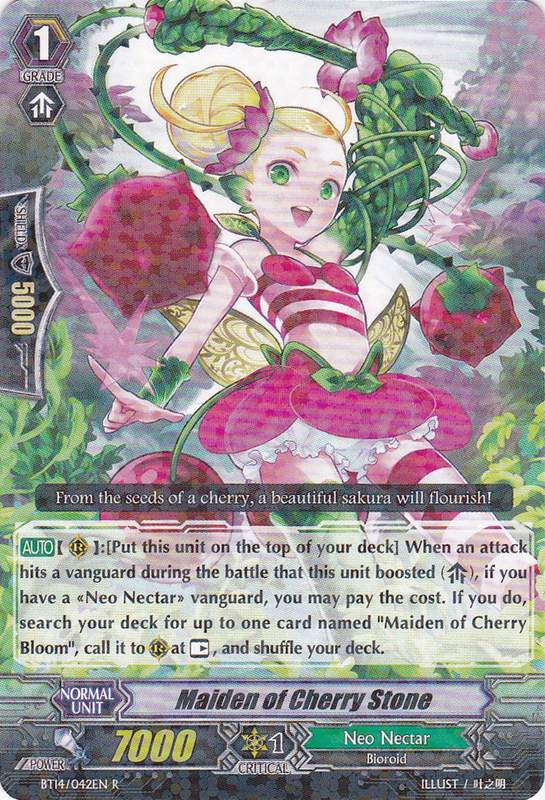 1
GRADE
SHIELD
5000
From the seeds of a cherry, a beautiful sakura will flourish!
AUTO【 R 】:[Put this unit on the top of your deck] When an attack
hits a vanguard during the battle that this unit boosted ( ), if you
have a «Neo Nectar» vanguard, you may pay the cost. If you do,
search your deck for up to one card named "Maiden of Cherry
Bloom", call it to R at , and shuffle your deck.
NORMAL
UNIT
Maiden of Cherry Stone
POWER
7000
1
CRITICAL
Neo Nectar
Bioroid
BT14/042EN R
ILLUST / 叶之明